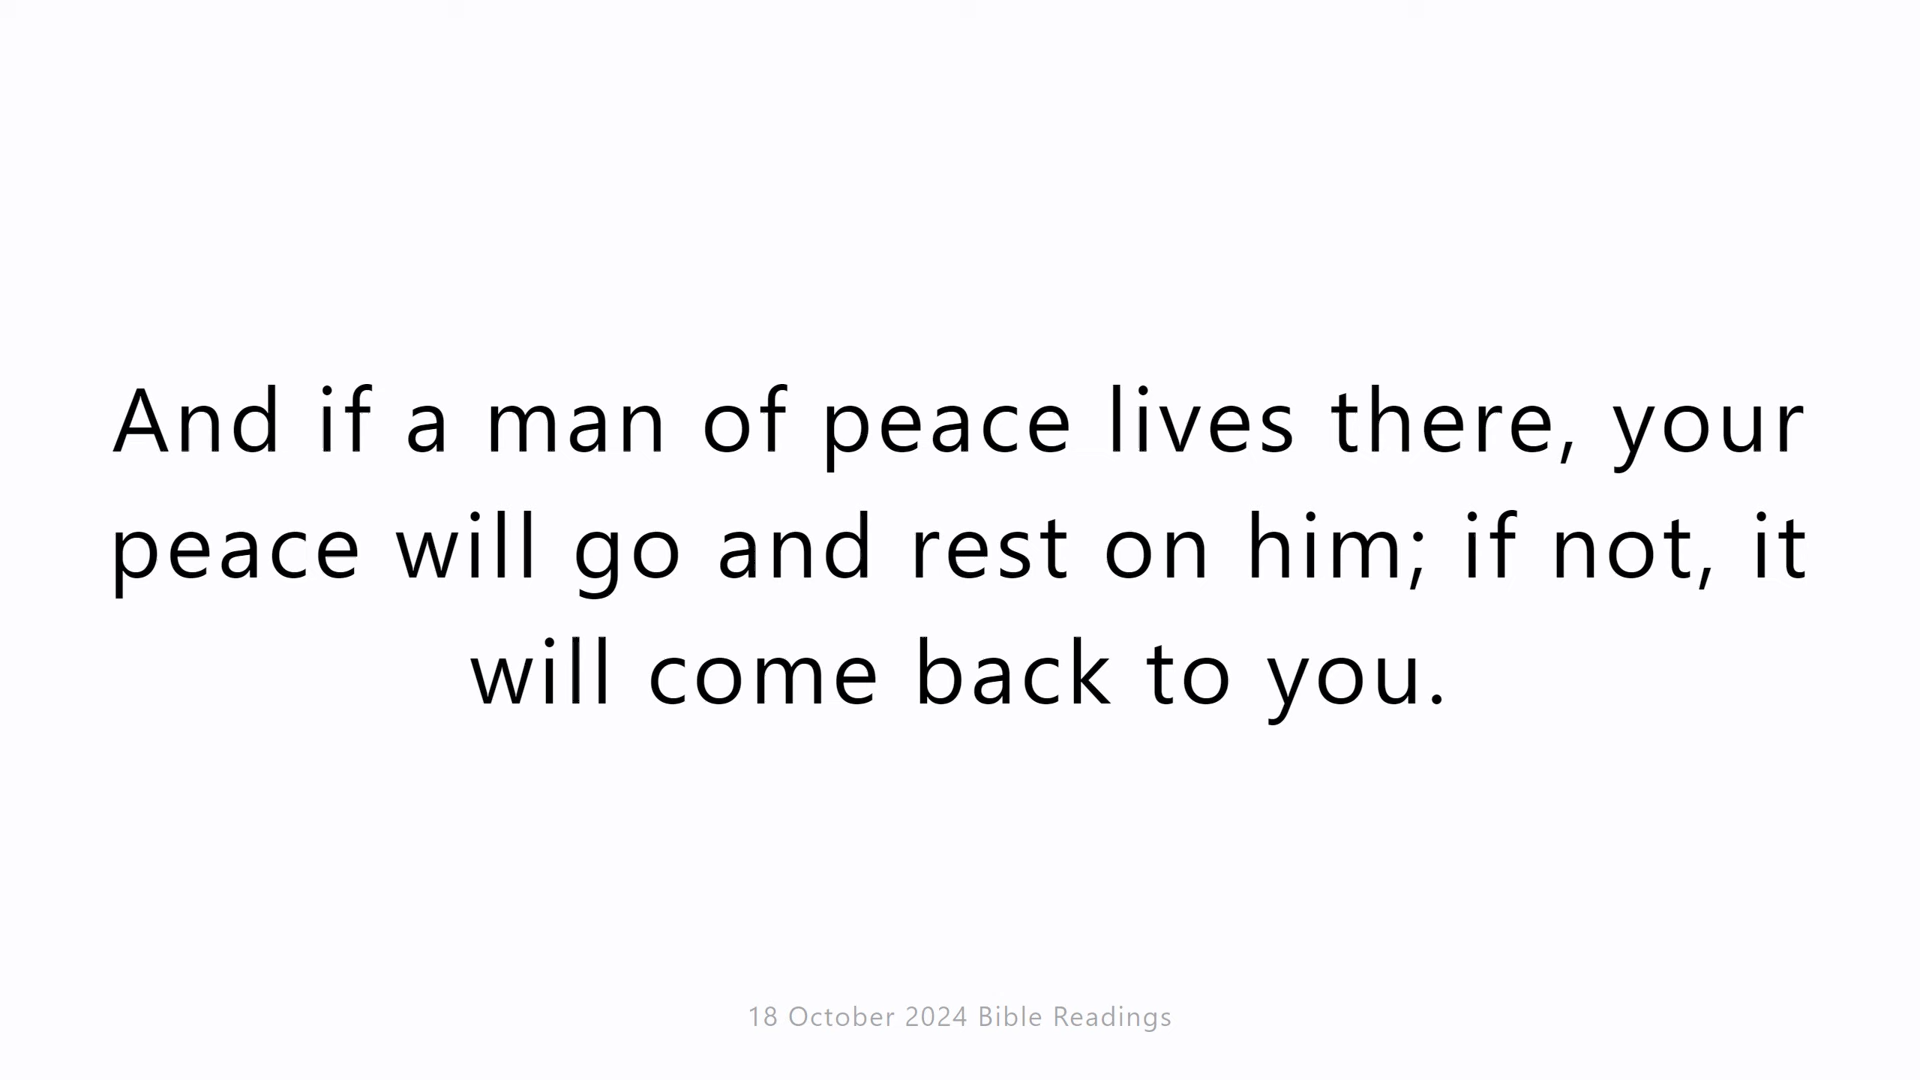 And if a man of peace lives there, your
peace will go and rest on him; if not, it
will come back to you.
18 October 2024 Bible Readings